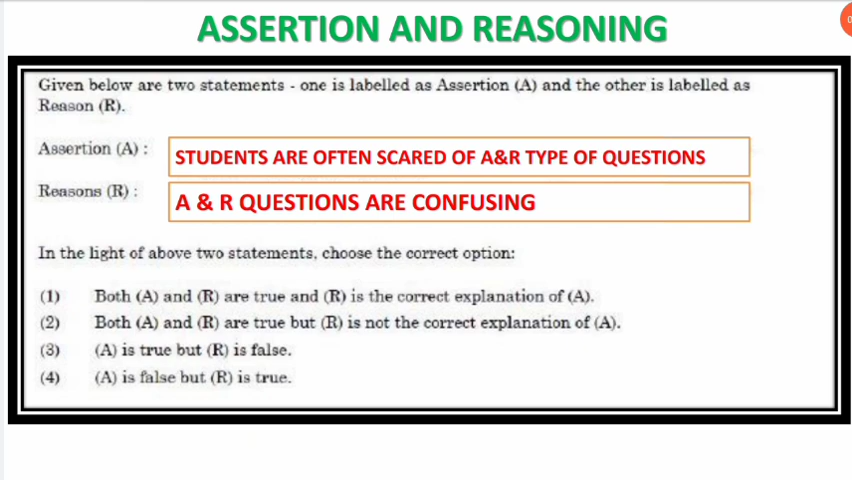 ASSERTION AND REASONING
Given below are two statements - one is labelled as Assertion (A) and the other is labelled as
Reason (R).
Assertion (A) :
STUDENTS ARE OFTEN SCARED OF A&R TYPE OF QUESTIONS
Reasons (R) :
A & R QUESTIONS ARE CONFUSING
In the light of above two statements, choose the correct option:
(1) Both (A) and (R) are true and (R) is the correct explanation of (A).
(2) Both (A) and (R) are true but (R) is not the correct explanation of (A).
(3) (A) is true but (R) is false.
(4) (A) is false but (R) is true.